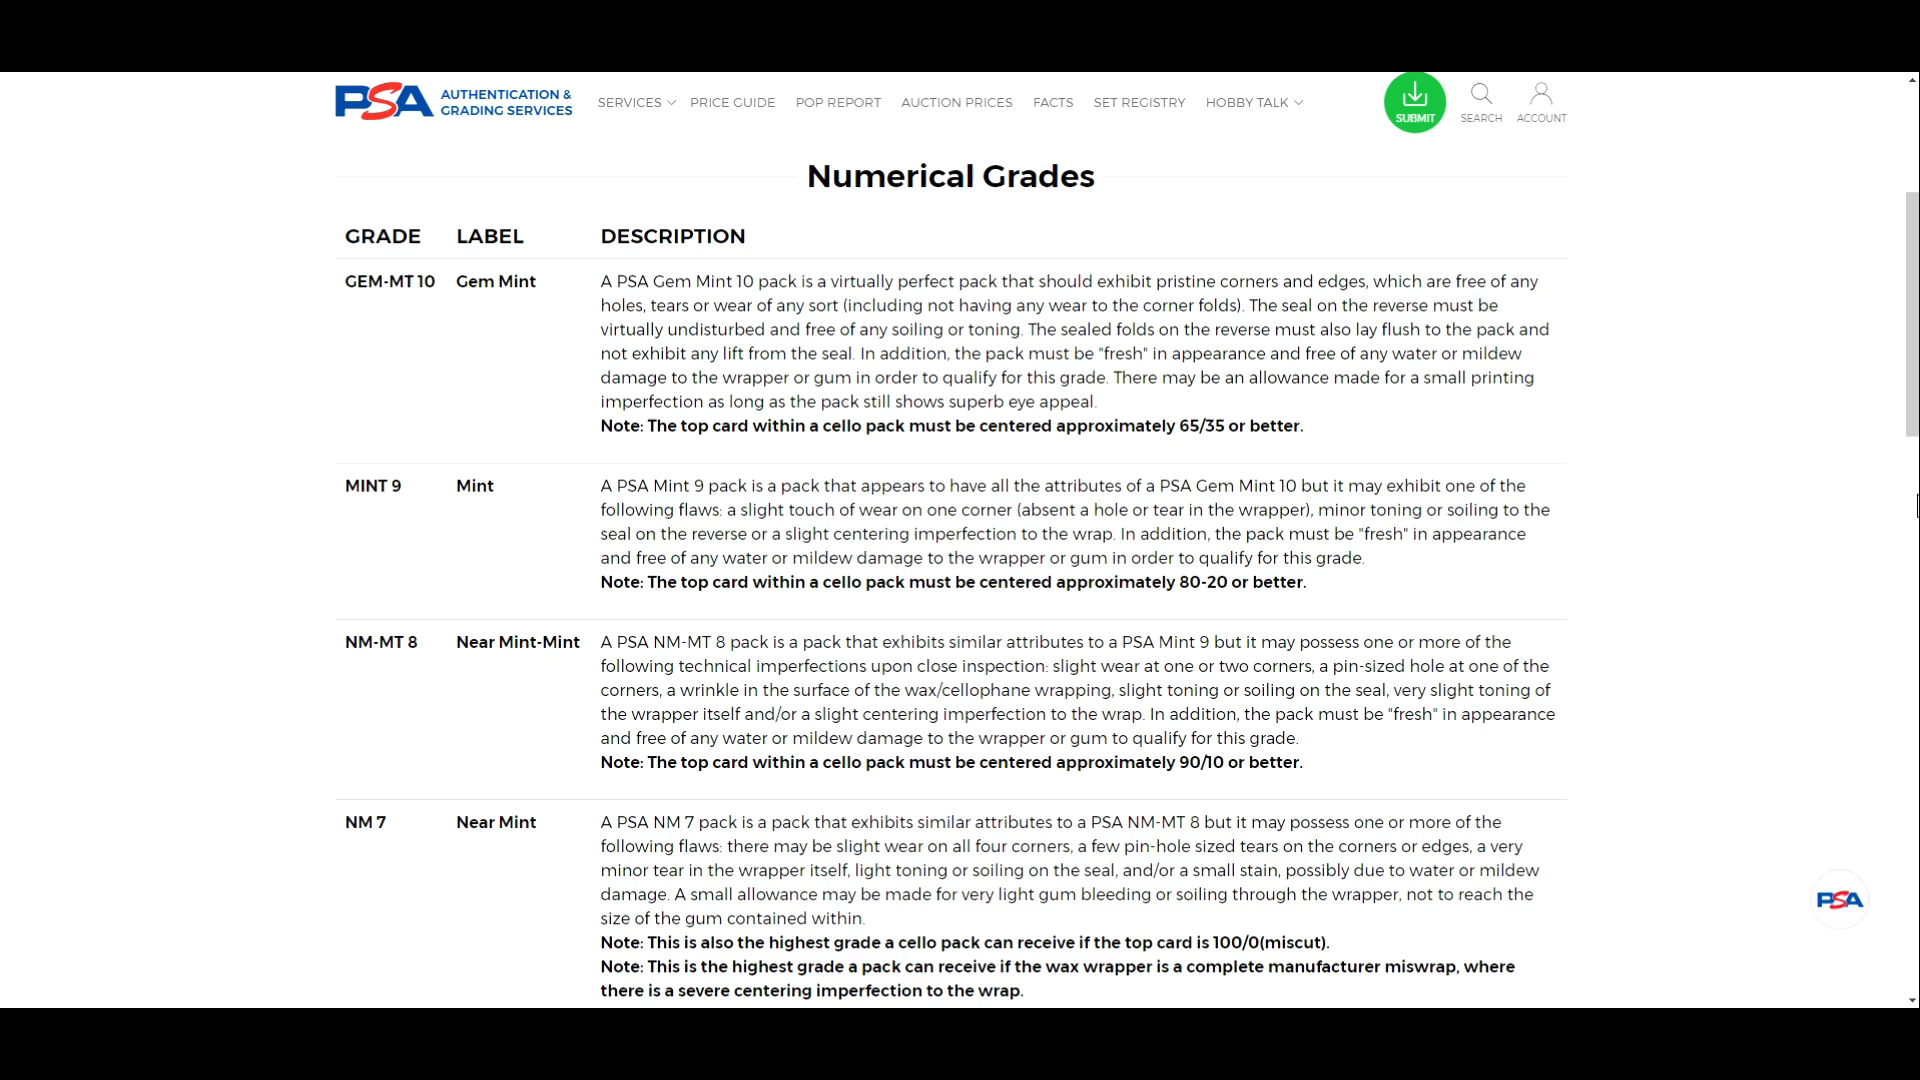 PSA AUTHENTICATION &
GRADING SERVICES
SERVICES PRICE GUIDE POP REPORT AUCTION PRICES FACTS SET REGISTRY HOBBY TALK
SUBMIT SEARCH ACCOUNT
Numerical Grades
GRADE LABEL DESCRIPTION
GEM-MT 10 Gem Mint A PSA Gem Mint 10 pack is a virtually perfect pack that should exhibit pristine corners and edges, which are free of any
holes, tears or wear of any sort (including not having any wear to the corner folds). The seal on the reverse must be
virtually undisturbed and free of any soiling or toning. The sealed folds on the reverse must also lay flush to the pack and
not exhibit any lift from the seal. In addition, the pack must be "fresh" in appearance and free of any water or mildew
damage to the wrapper or gum in order to qualify for this grade. There may be an allowance made for a small printing
imperfection as long as the pack still shows superb eye appeal.
Note: The top card within a cello pack must be centered approximately 65/35 or better.
MINT 9 Mint A PSA Mint 9 pack is a pack that appears to have all the attributes of a PSA Gem Mint 10 but it may exhibit one of the
following flaws: a slight touch of wear on one corner (absent a hole or tear in the wrapper), minor toning or soiling to the
seal on the reverse or a slight centering imperfection to the wrap. In addition, the pack must be "fresh" in appearance
and free of any water or mildew damage to the wrapper or gum in order to qualify for this grade.
Note: The top card within a cello pack must be centered approximately 80-20 or better.
NM-MT 8 Near Mint-Mint A PSA NM-MT 8 pack is a pack that exhibits similar attributes to a PSA Mint 9 but it may possess one or more of the
following technical imperfections upon close inspection: slight wear at one or two corners, a pin-sized hole at one of the
corners, a wrinkle in the surface of the wax/cellophane wrapping, slight toning or soiling on the seal, very slight toning of
the wrapper itself and/or a slight centering imperfection to the wrap. In addition, the pack must be "fresh" in appearance
and free of any water or mildew damage to the wrapper or gum to qualify for this grade.
Note: The top card within a cello pack must be centered approximately 90/10 or better.
NM 7 Near Mint A PSA NM 7 pack is a pack that exhibits similar attributes to a PSA NM-MT 8 but it may possess one or more of the
following flaws: there may be slight wear on all four corners, a few pin-hole sized tears on the corners or edges, a very
minor tear in the wrapper itself, light toning or soiling on the seal, and/or a small stain, possibly due to water or mildew
damage. A small allowance may be made for very light gum bleeding or soiling through the wrapper, not to reach the
size of the gum contained within.
Note: This is also the highest grade a cello pack can receive if the top card is 100/0(miscut).
Note: This is the highest grade a pack can receive if the wax wrapper is a complete manufacturer miswrap, where
there is a severe centering imperfection to the wrap.
PSA